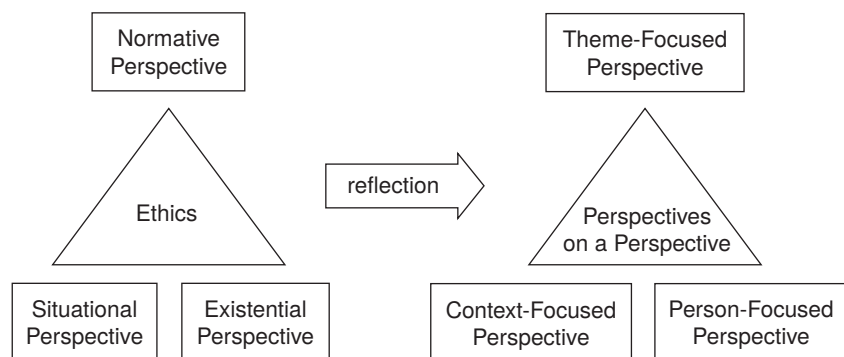 Normative
Perspective
Theme-Focused
Perspective
Ethics
reflection
Perspectives
on a Perspective
Situational
Perspective
Existential
Perspective
Context-Focused
Perspective
Person-Focused
Perspective